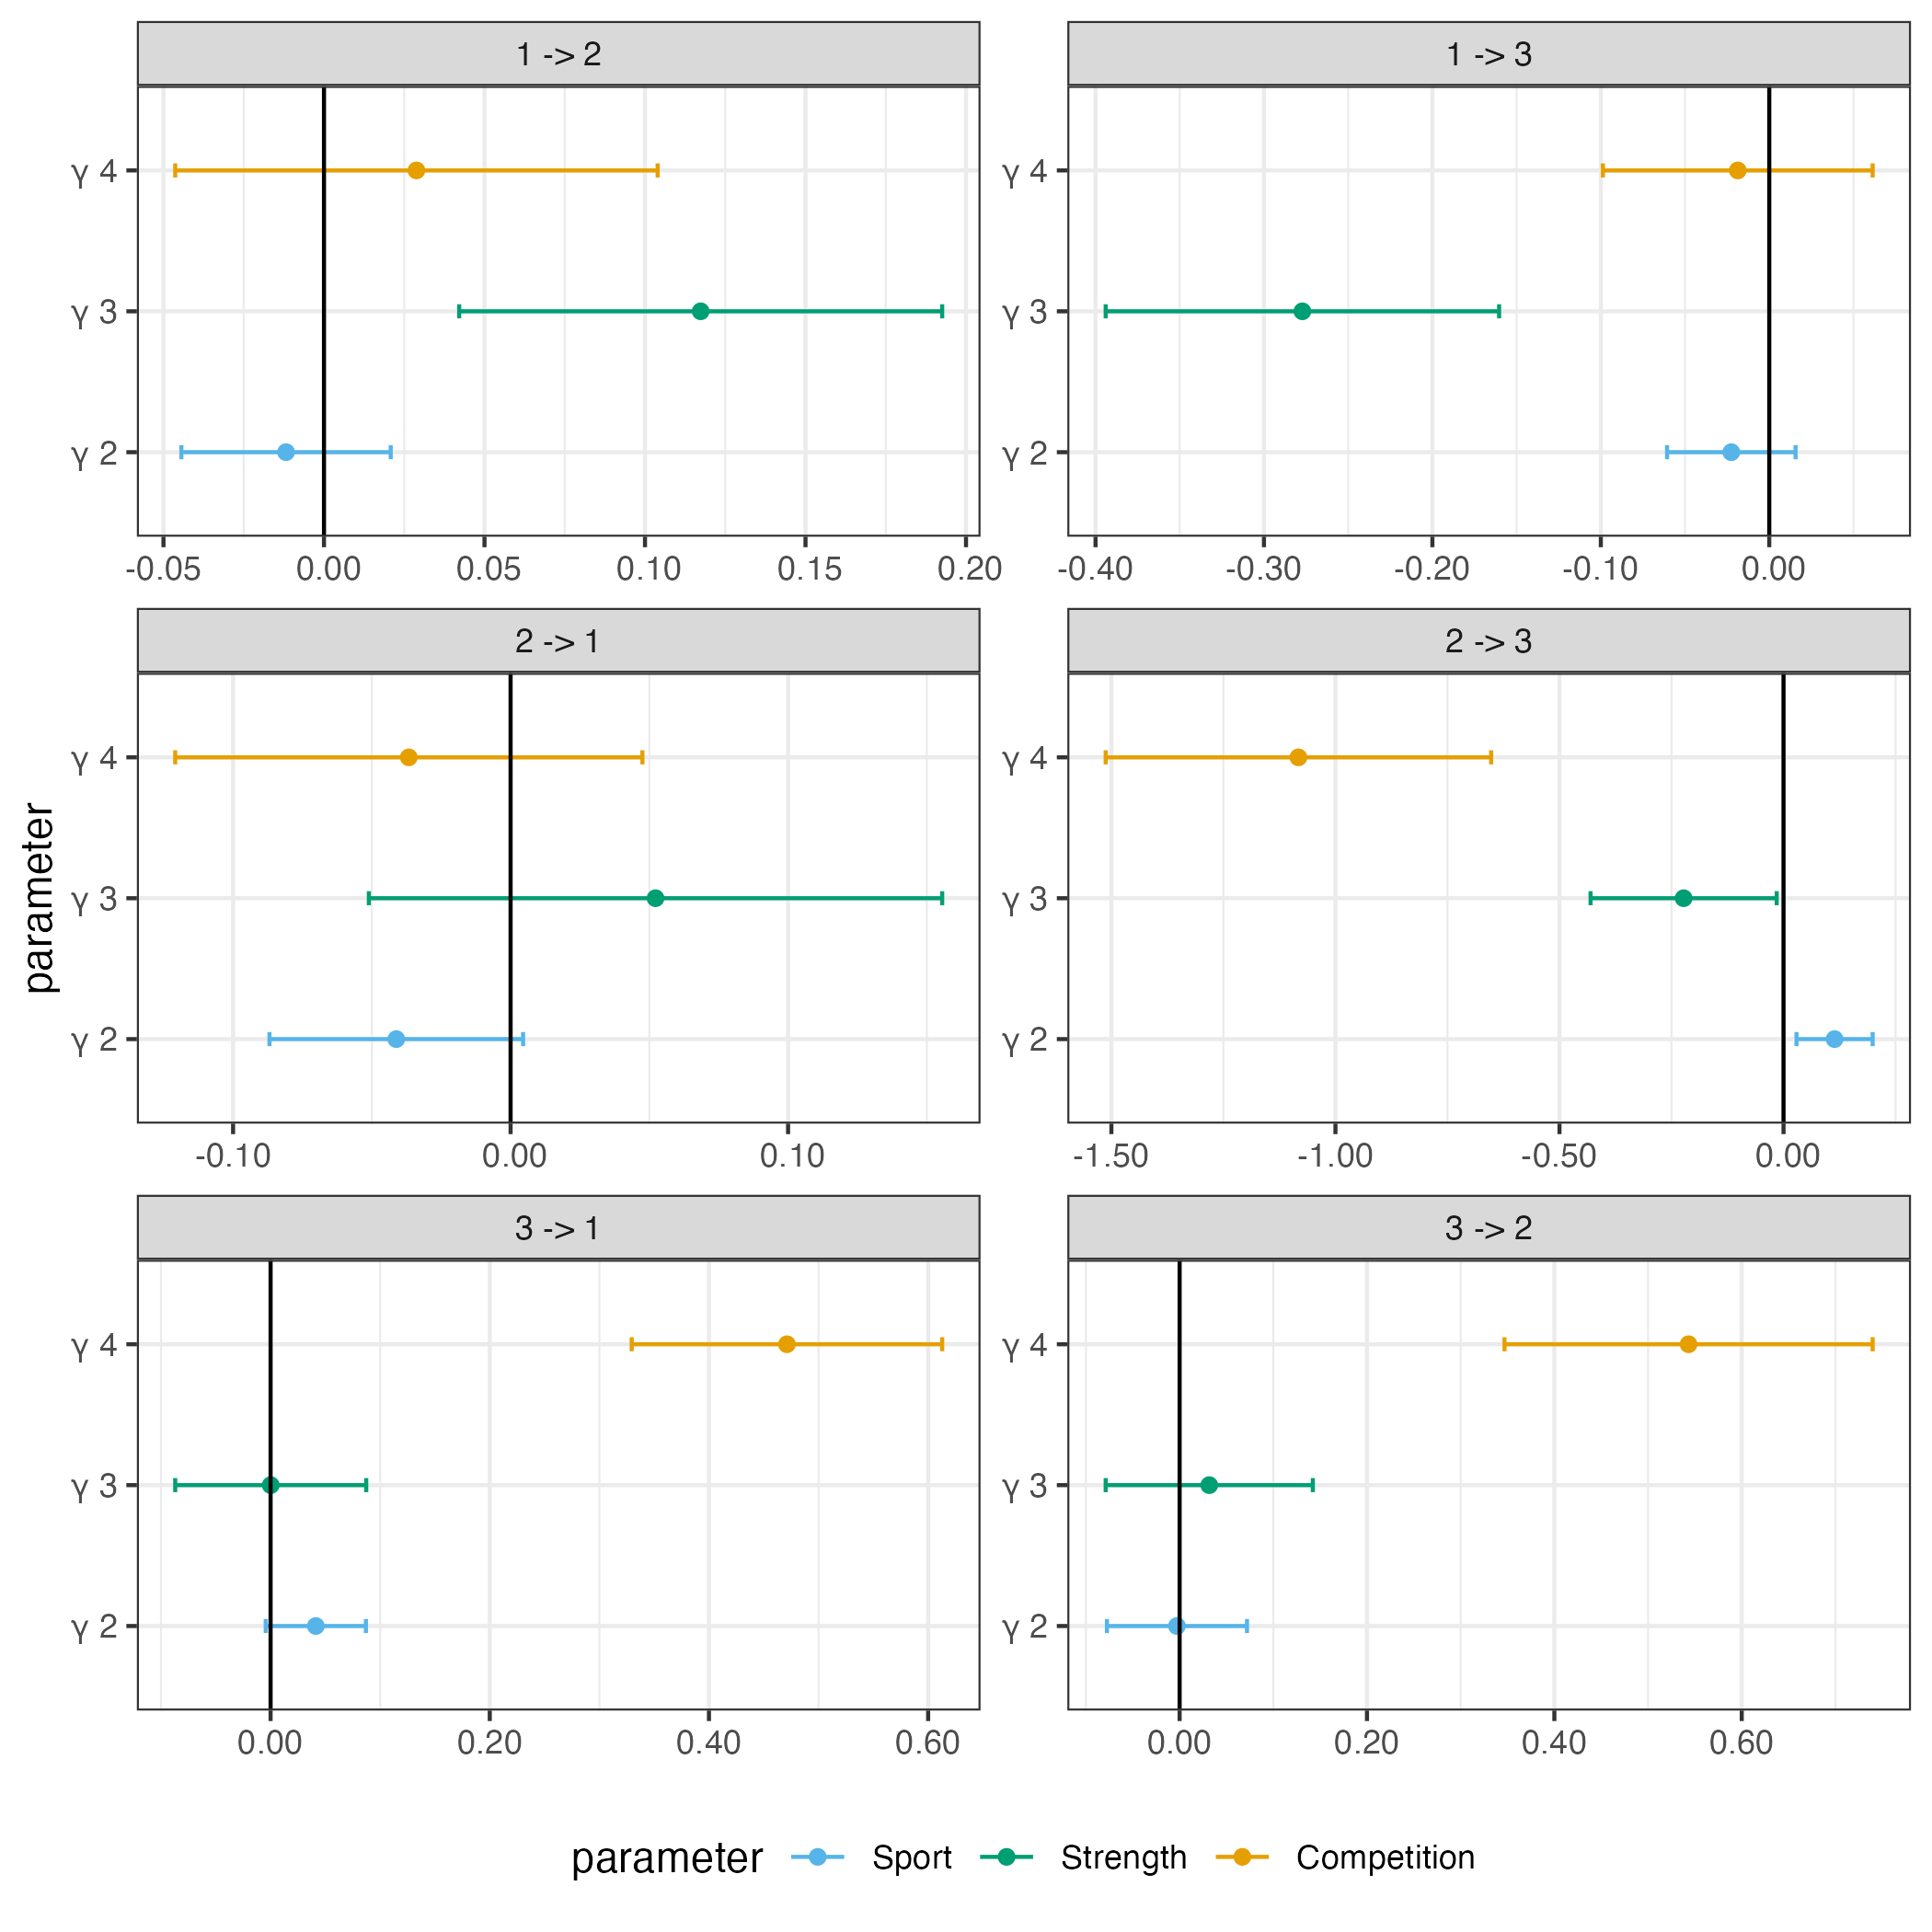 1 -> 2
1 -> 3
γ 4
γ 3
γ 2
γ 4
γ 3
γ 2
-0.05 0.00 0.05 0.10 0.15 0.20
-0.40 -0.30 -0.20 -0.10 0.00
2 -> 1
2 -> 3
parameter
γ 4
γ 3
γ 2
γ 4
γ 3
γ 2
-0.10 0.00 0.10
-1.50 -1.00 -0.50 0.00
3 -> 1
3 -> 2
γ 4
γ 3
γ 2
γ 4
γ 3
γ 2
0.00 0.20 0.40 0.60
0.00 0.20 0.40 0.60
parameter Sport Strength Competition